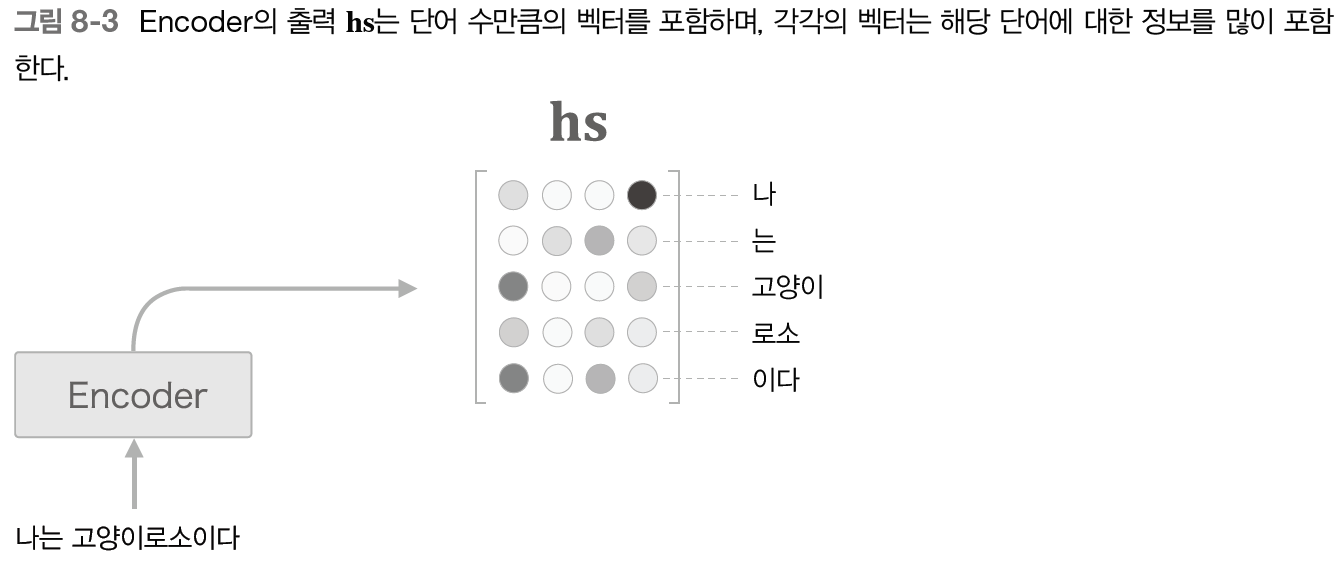 그림 8-3 Encoder의 출력 hs는 단어 수만큼의 벡터를 포함하며, 각각의 벡터는 해당 단어에 대한 정보를 많이 포함
한다.
hs
나
는
고양이
로소
이다
Encoder
나는 고양이로소이다